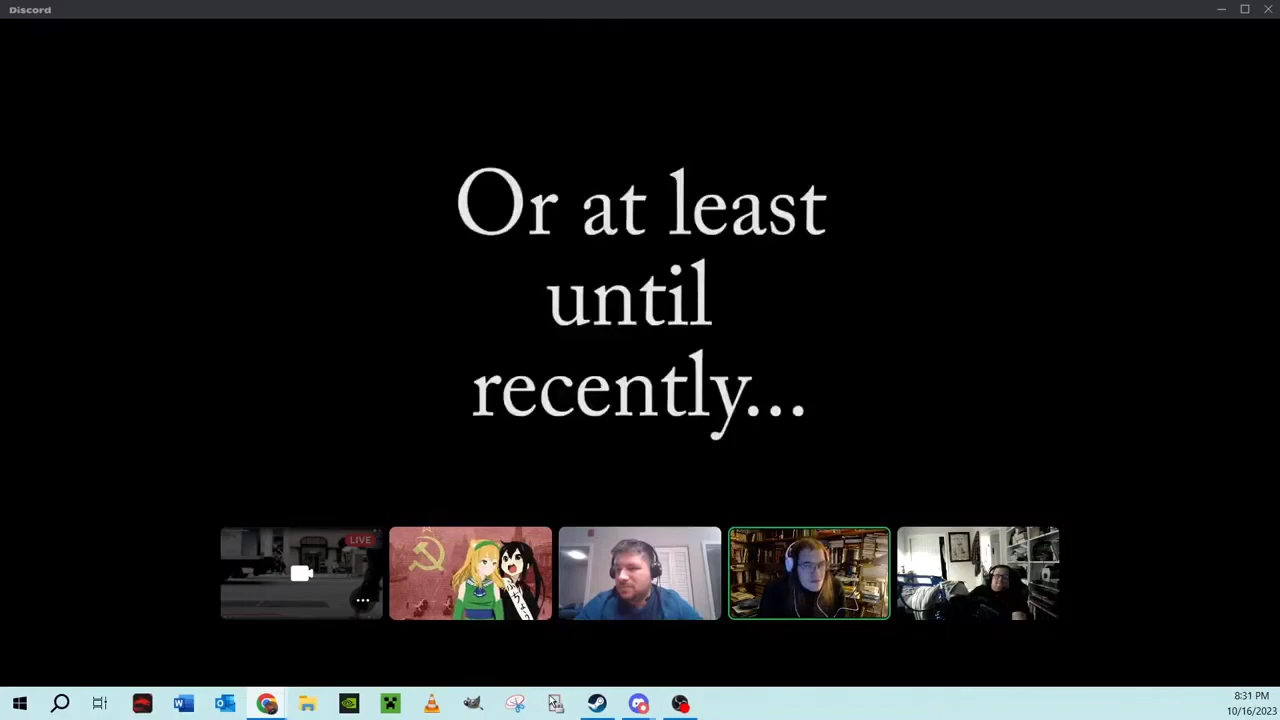 Discord
Or at least
until
recently...
LIVE
8:31 PM
10/16/2023